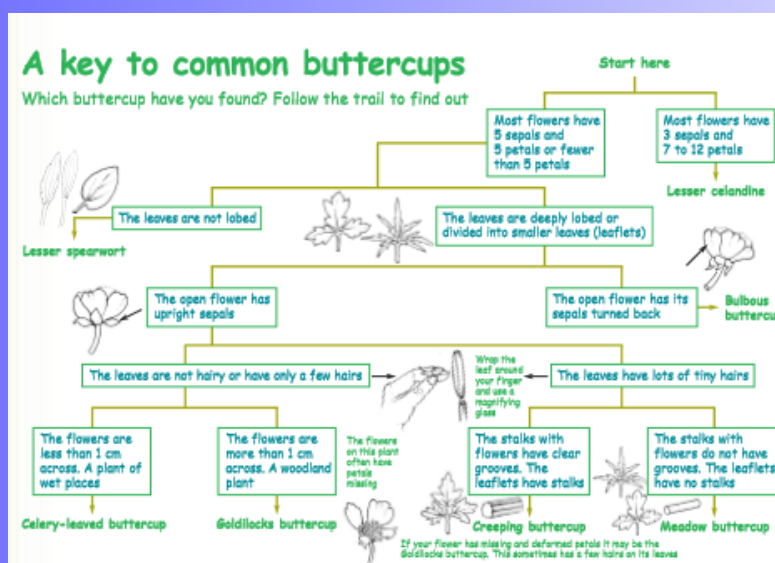 A key to common buttercups
Which buttercup have you found? Follow the trail to find out
Start here
Most flowers have
5 sepals and
5 petals or fewer
than 5 petals
Most flowers have
3 sepals and
7 to 12 petals
Lesser celandine
The leaves are not lobed
Lesser spearwort
The leaves are deeply lobed or
divided into smaller leaves (leaflets)
The open flower has
upright sepals
The open flower has its
sepals turned back
Bulbous
buttercu
The leaves are not hairy or have only a few hairs
Wrap the
leaf around
your finger
and use a
magnifying
glass
The leaves have lots of tiny hairs
The flowers are
less than 1 cm
across. A plant of
wet places
Celery-leaved buttercup
The flowers are
more than 1 cm
across. A woodland
plant
Goldilocks buttercup
The flowers
on this plant
often have
petals
missing
The stalks with
flowers have clear
grooves. The
leaflets have stalks
Creeping buttercup
The stalks with
flowers do not have
grooves. The leaflets
have no stalks
Meadow buttercup
If your flower has missing and deformed petals it may be the
Goldilocks buttercup. This sometimes has a few hairs on its leaves